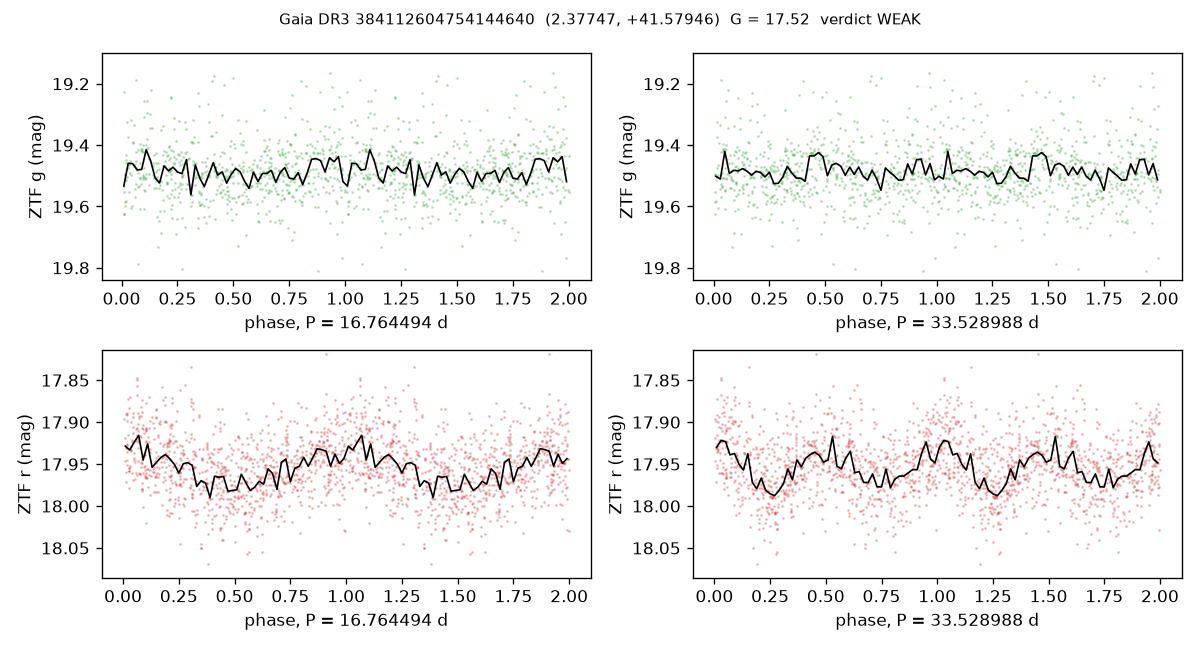 Gaia DR3 384112604754144640  (2.37747, +41.57946)  G = 17.52  verdict WEAK
ZTF g (mag)
19.2
19.4
19.6
19.8
0.00 0.25 0.50 0.75 1.00 1.25 1.50 1.75 2.00
phase, P = 16.764494 d
ZTF g (mag)
19.2
19.4
19.6
19.8
0.00 0.25 0.50 0.75 1.00 1.25 1.50 1.75 2.00
phase, P = 33.528988 d
ZTF r (mag)
17.85
17.90
17.95
18.00
18.05
0.00 0.25 0.50 0.75 1.00 1.25 1.50 1.75 2.00
phase, P = 16.764494 d
ZTF r (mag)
17.85
17.90
17.95
18.00
18.05
0.00 0.25 0.50 0.75 1.00 1.25 1.50 1.75 2.00
phase, P = 33.528988 d